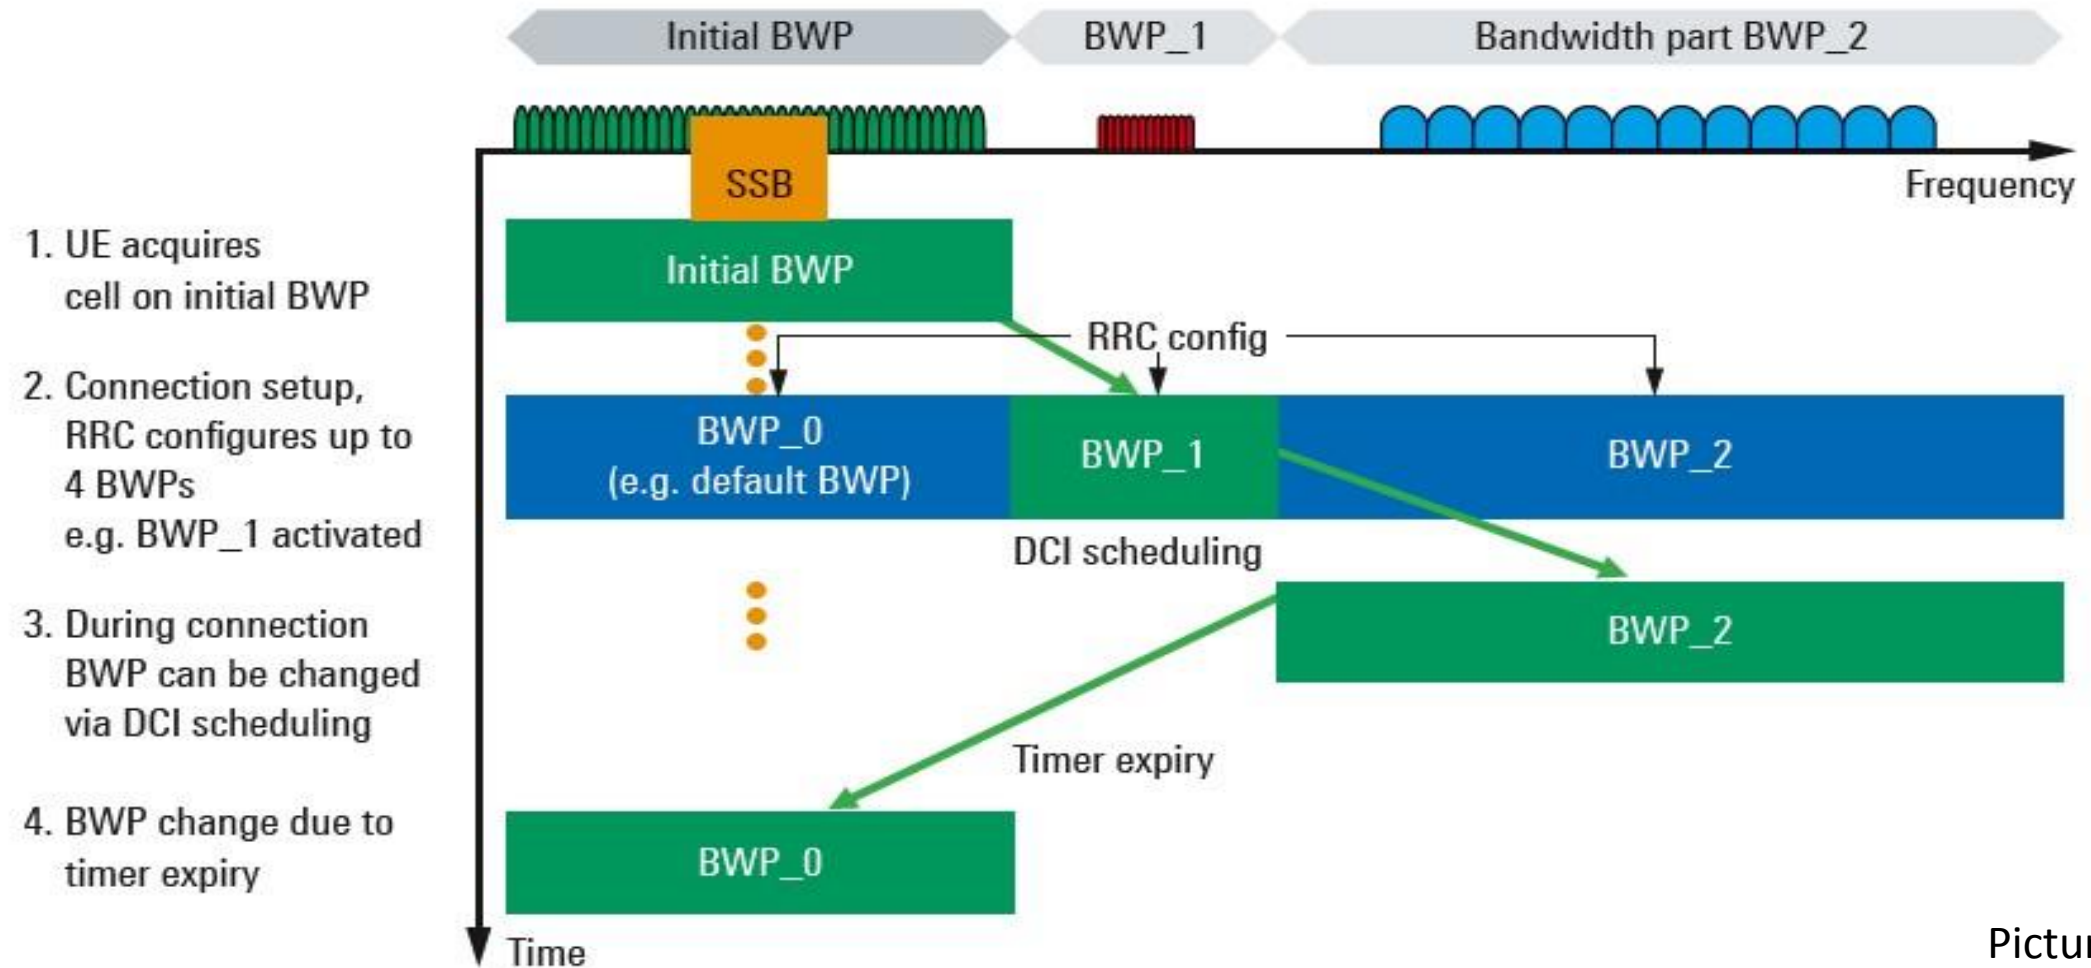 Initial BWP
BWP_1
Bandwidth part BWP_2
SSB
Frequency
1. UE acquires
cell on initial BWP
Initial BWP
RRC config
2. Connection setup,
RRC configures up to
4 BWPs
e.g. BWP_1 activated
BWP_0
(e.g. default BWP)
BWP_1
BWP_2
DCI scheduling
3. During connection
BWP can be changed
via DCI scheduling
BWP_2
Timer expiry
4. BWP change due to
timer expiry
BWP_0
Time